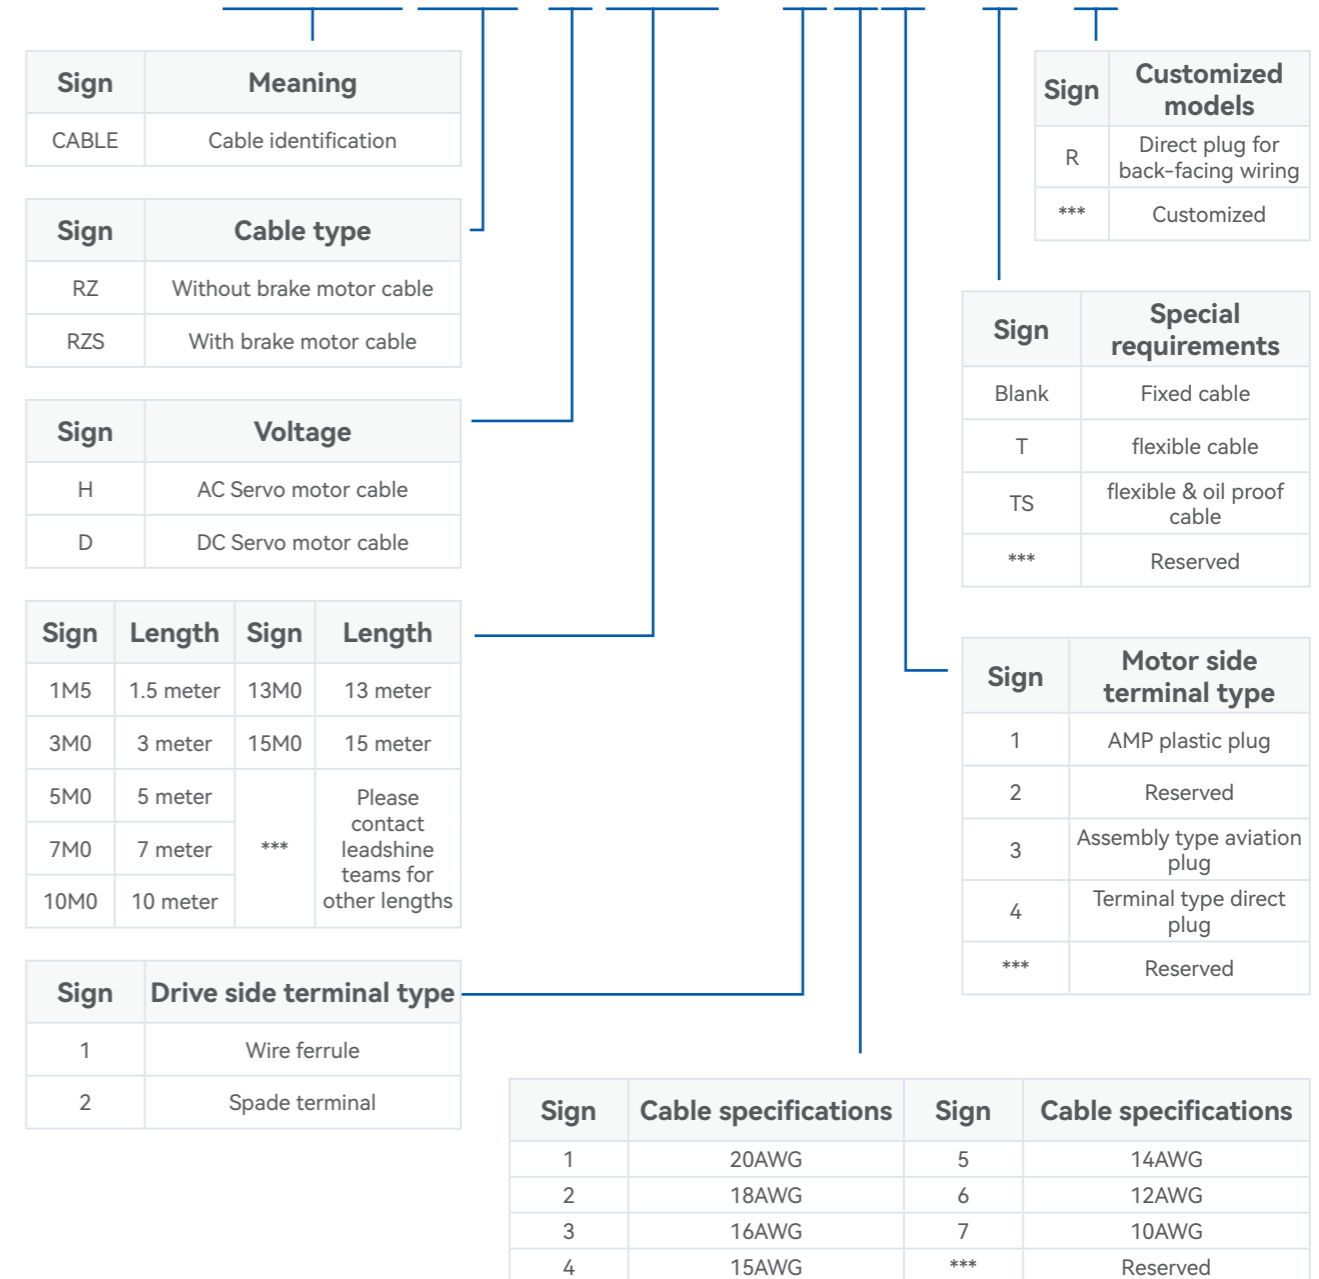 Sign Meaning
CABLE Cable identification
Sign Cable type
RZ Without brake motor cable
RZS With brake motor cable
Sign Voltage
H AC Servo motor cable
D DC Servo motor cable
Sign Length Sign Length
1M5 1.5 meter 13M0 13 meter
3M0 3 meter 15M0 15 meter
5M0 5 meter
7M0 7 meter
10M0 10 meter
***
Please
contact
leadshine
teams for
other lengths
Sign Drive side terminal type
1 Wire ferrule
2 Spade terminal
Sign
Customized
models
R
Direct plug for
back-facing wiring
*** Customized
Sign
Special
requirements
Blank Fixed cable
T flexible cable
TS
flexible & oil proof
cable
*** Reserved
Sign
Motor side
terminal type
1 AMP plastic plug
2 Reserved
3
Assembly type aviation
plug
4
Terminal type direct
plug
*** Reserved
Sign Cable specifications Sign Cable specifications
1 20AWG 5 14AWG
2 18AWG 6 12AWG
3 16AWG 7 10AWG
4 15AWG *** Reserved